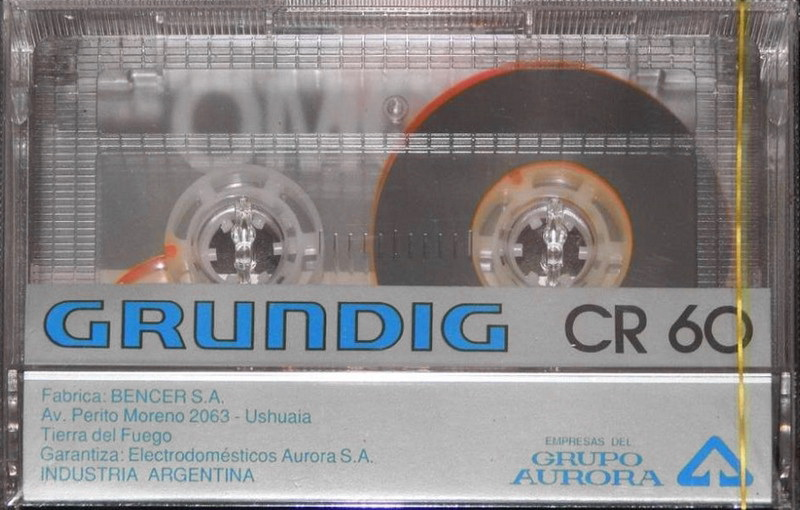 GRUNDIG CR 60
Fabrica: BENCER S.A.
Av. Perito Moreno 2063 - Ushuaia
Tierra del Fuego
Garantiza: Electrodomésticos Aurora S.A.
INDUSTRIA ARGENTINA
EMPRESAS DEL
GRUPO
AURORA